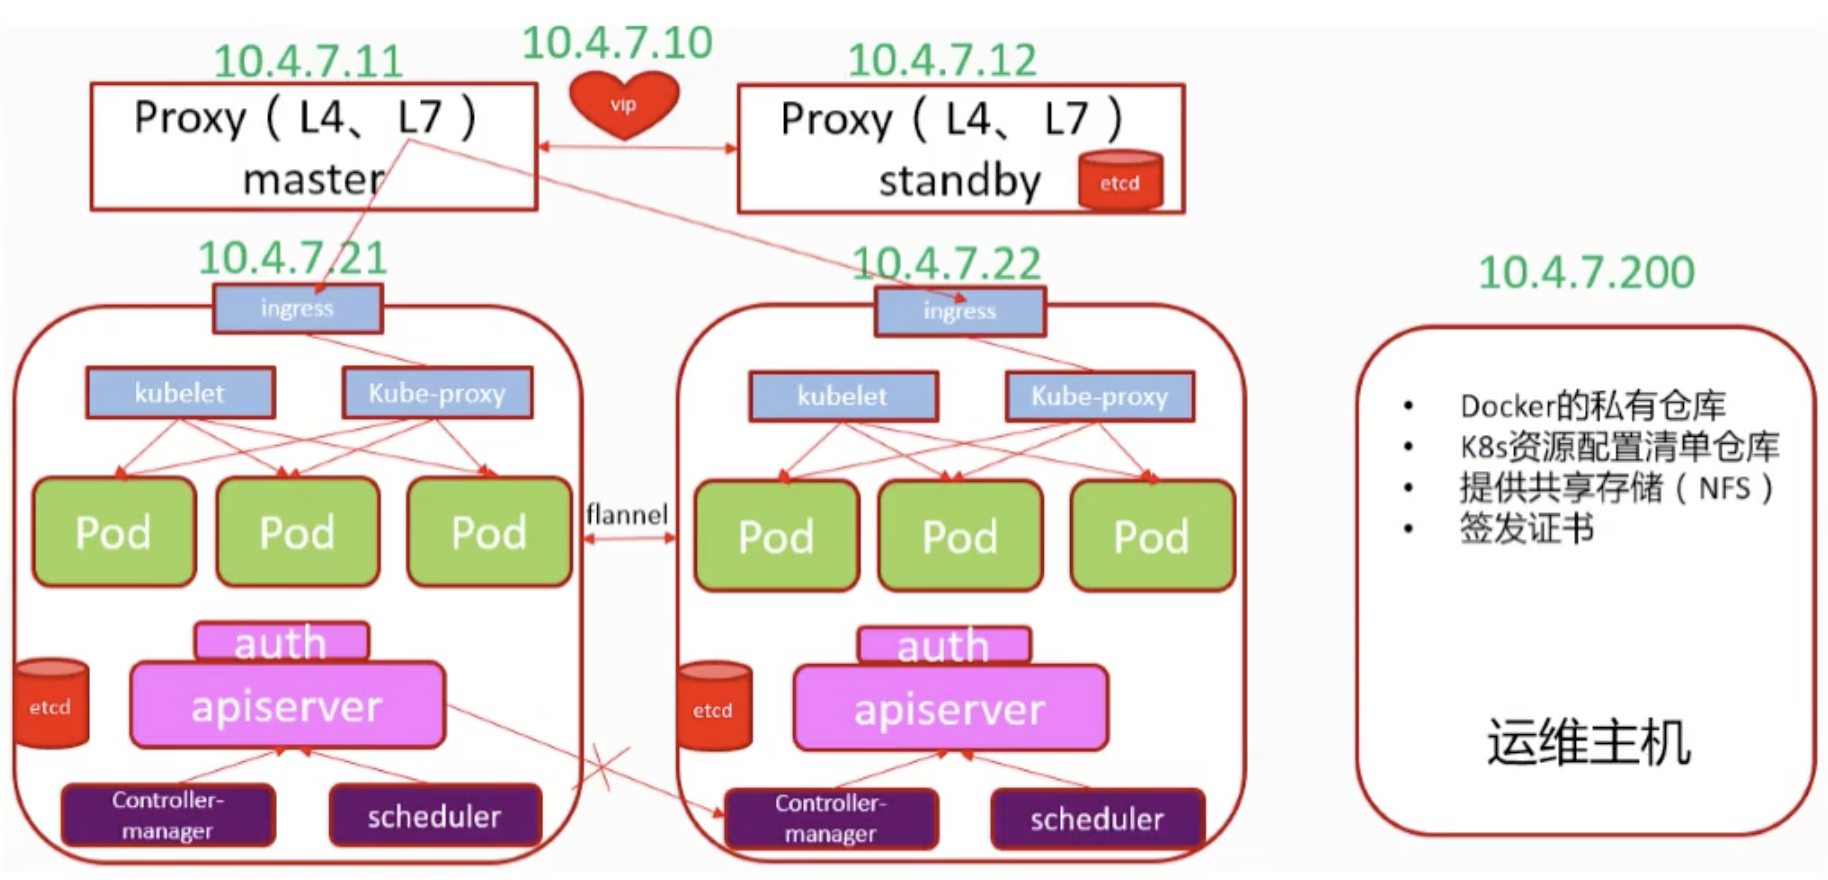 10.4.7.11
10.4.7.10
10.4.7.12
Proxy（L4、L7）
master
vip
Proxy（L4、L7）
standby
etcd
10.4.7.21
10.4.7.22
10.4.7.200
ingress
kubelet
Kube-proxy
Pod
Pod
Pod
auth
apiserver
etcd
Controller-
manager
scheduler
flannel
ingress
kubelet
Kube-proxy
Pod
Pod
Pod
auth
apiserver
etcd
Controller-
manager
scheduler
• Docker的私有仓库
• K8s资源配置清单仓库
• 提供共享存储（NFS）
• 签发证书
运维主机